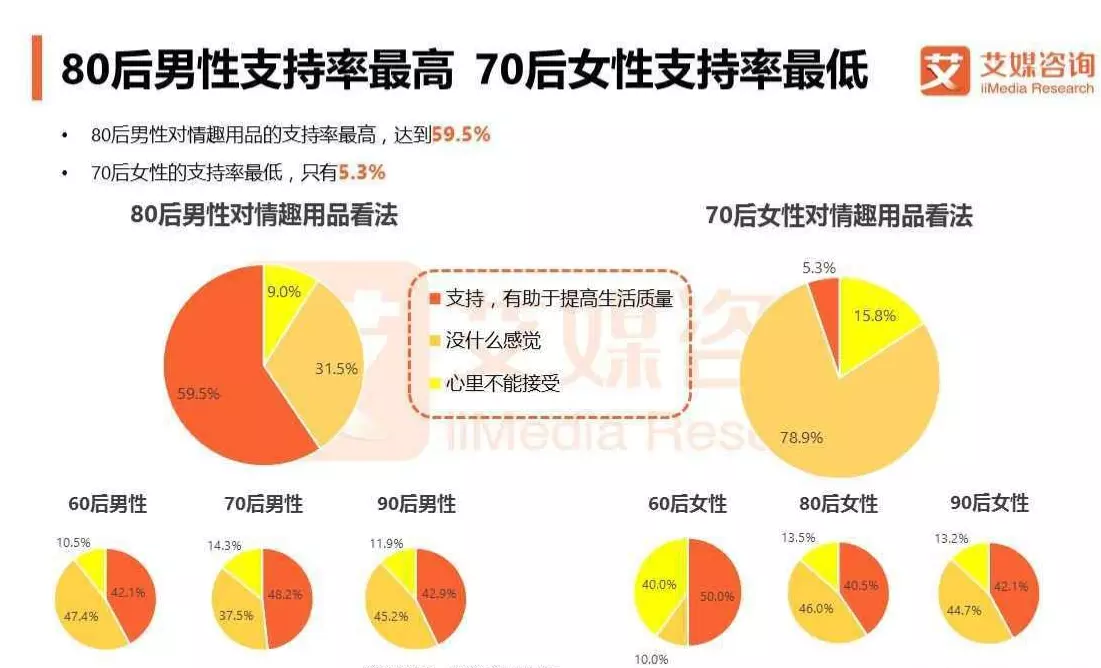 80后男性支持率最高 70后女性支持率最低
艾媒咨询
iiMedia Research
• 80后男性对情趣用品的支持率最高，达到59.5%
• 70后女性的支持率最低，只有5.3%
80后男性对情趣用品看法
70后女性对情趣用品看法
9.0%
31.5%
59.5%
支持，有助于提高生活质量
没什么感觉
心里不能接受
5.3%
15.8%
78.9%
艾媒咨
iiMedia Resea
60后男性
70后男性
90后男性
60后女性
80后女性
90后女性
10.5%
42.1%
47.4%
14.3%
48.2%
37.5%
11.9%
42.9%
45.2%
40.0%
50.0%
10.0%
13.5%
40.5%
46.0%
13.2%
42.1%
44.7%